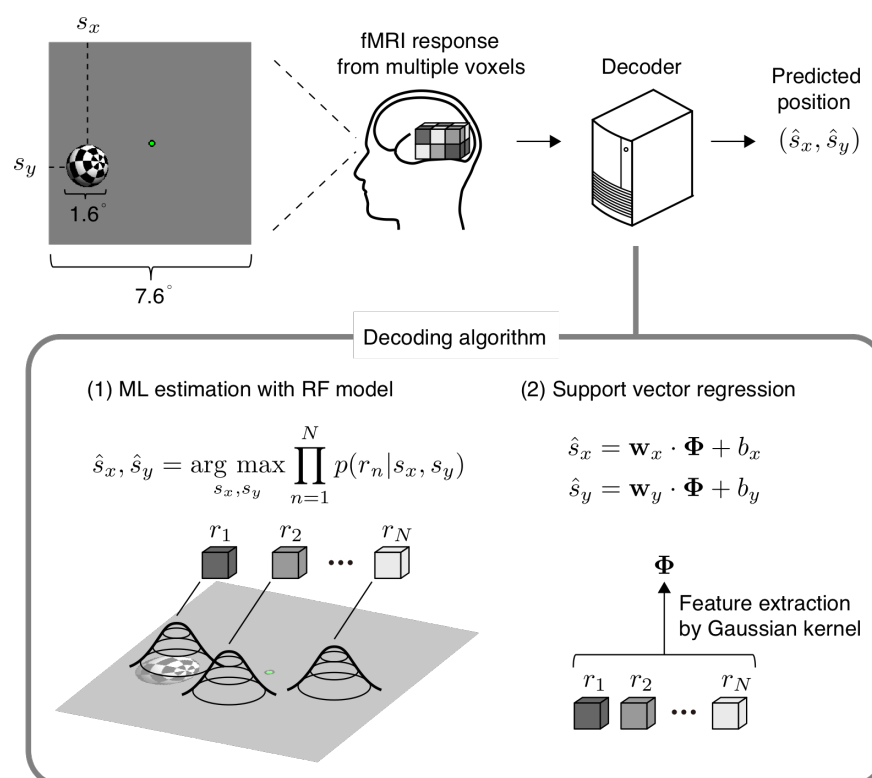 s_x
s_y
1.6°
7.6°
fMRI response
from multiple voxels
Decoder
Predicted
position
(ŝ_x, ŝ_y)
Decoding algorithm
(1) ML estimation with RF model
ŝ_x, ŝ_y = arg max_{s_x,s_y} ∏_{n=1}^{N} p(r_n|s_x, s_y)
r_1 r_2 ••• r_N
(2) Support vector regression
ŝ_x = w_x · Φ + b_x
ŝ_y = w_y · Φ + b_y
Φ
Feature extraction
by Gaussian kernel
r_1 r_2 ••• r_N